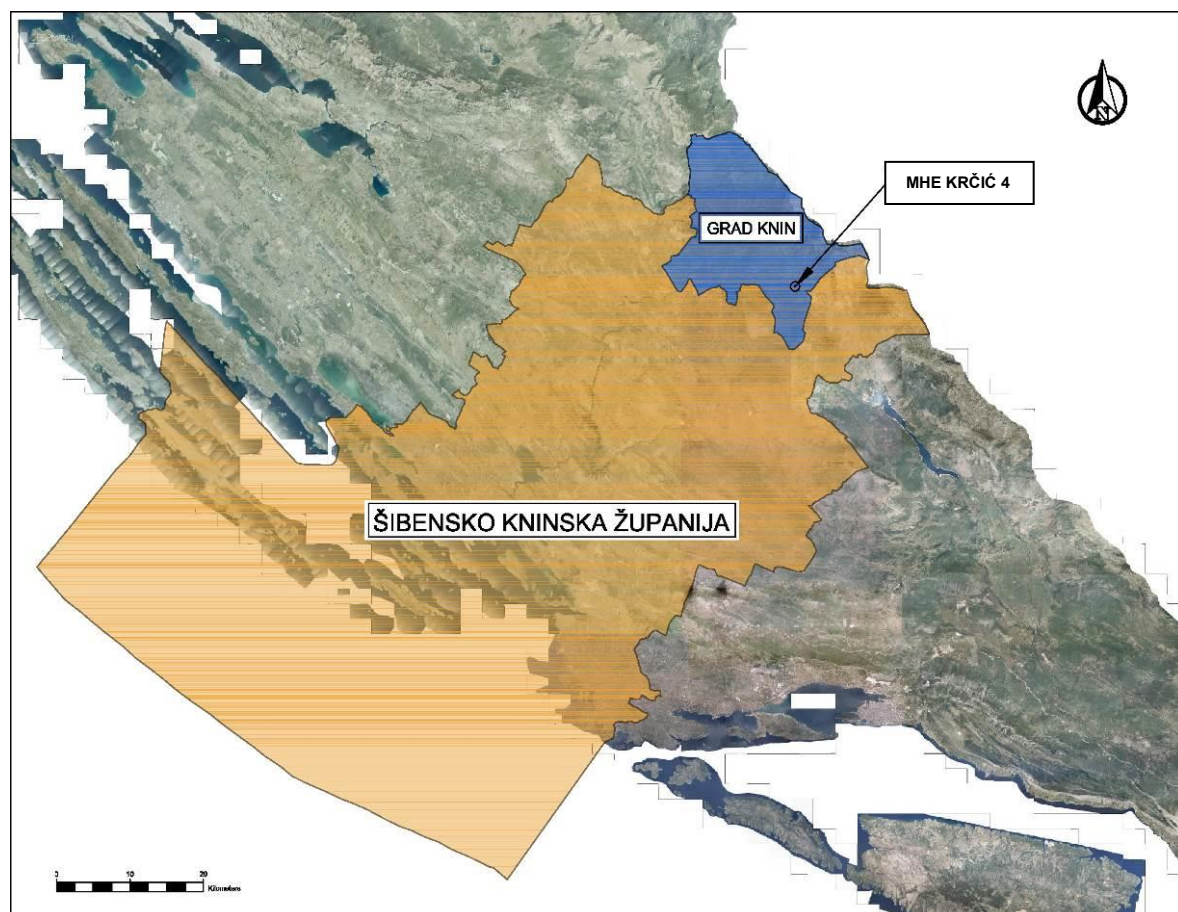 N
MHE KRČIĆ 4
GRAD KNIN
ŠIBENSKO KNINSKA ŽUPANIJA
0 10 20
Kilometers